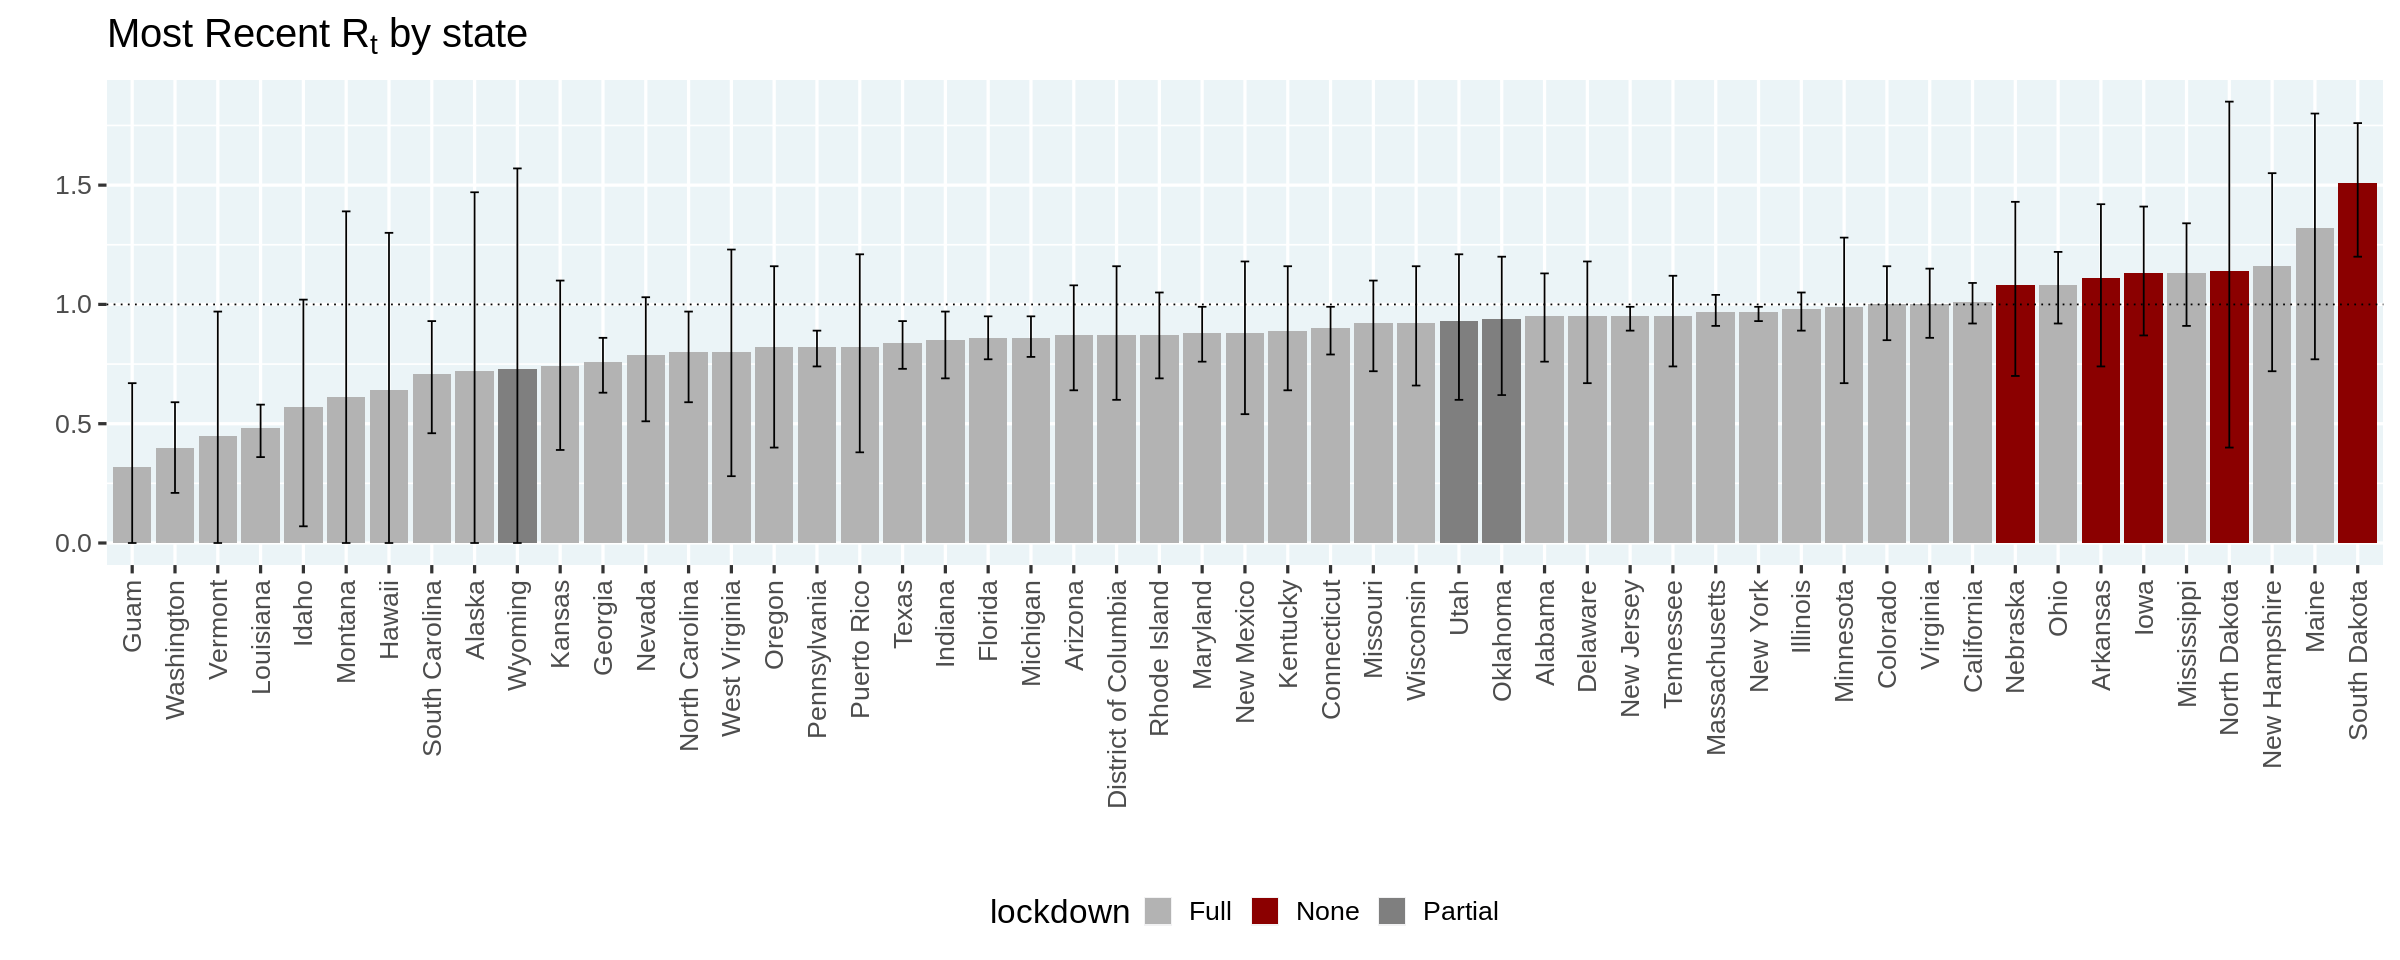 Most Recent Rt by state
1.5
1.0
0.5
0.0
Guam
Washington
Vermont
Louisiana
Idaho
Montana
Hawaii
South Carolina
Alaska
Wyoming
Kansas
Georgia
Nevada
North Carolina
West Virginia
Oregon
Pennsylvania
Puerto Rico
Texas
Indiana
Florida
Michigan
Arizona
District of Columbia
Rhode Island
Maryland
New Mexico
Kentucky
Connecticut
Missouri
Wisconsin
Utah
Oklahoma
Alabama
Delaware
New Jersey
Tennessee
Massachusetts
New York
Illinois
Minnesota
Colorado
Virginia
California
Nebraska
Ohio
Arkansas
Iowa
Mississippi
North Dakota
New Hampshire
Maine
South Dakota
lockdown Full None Partial